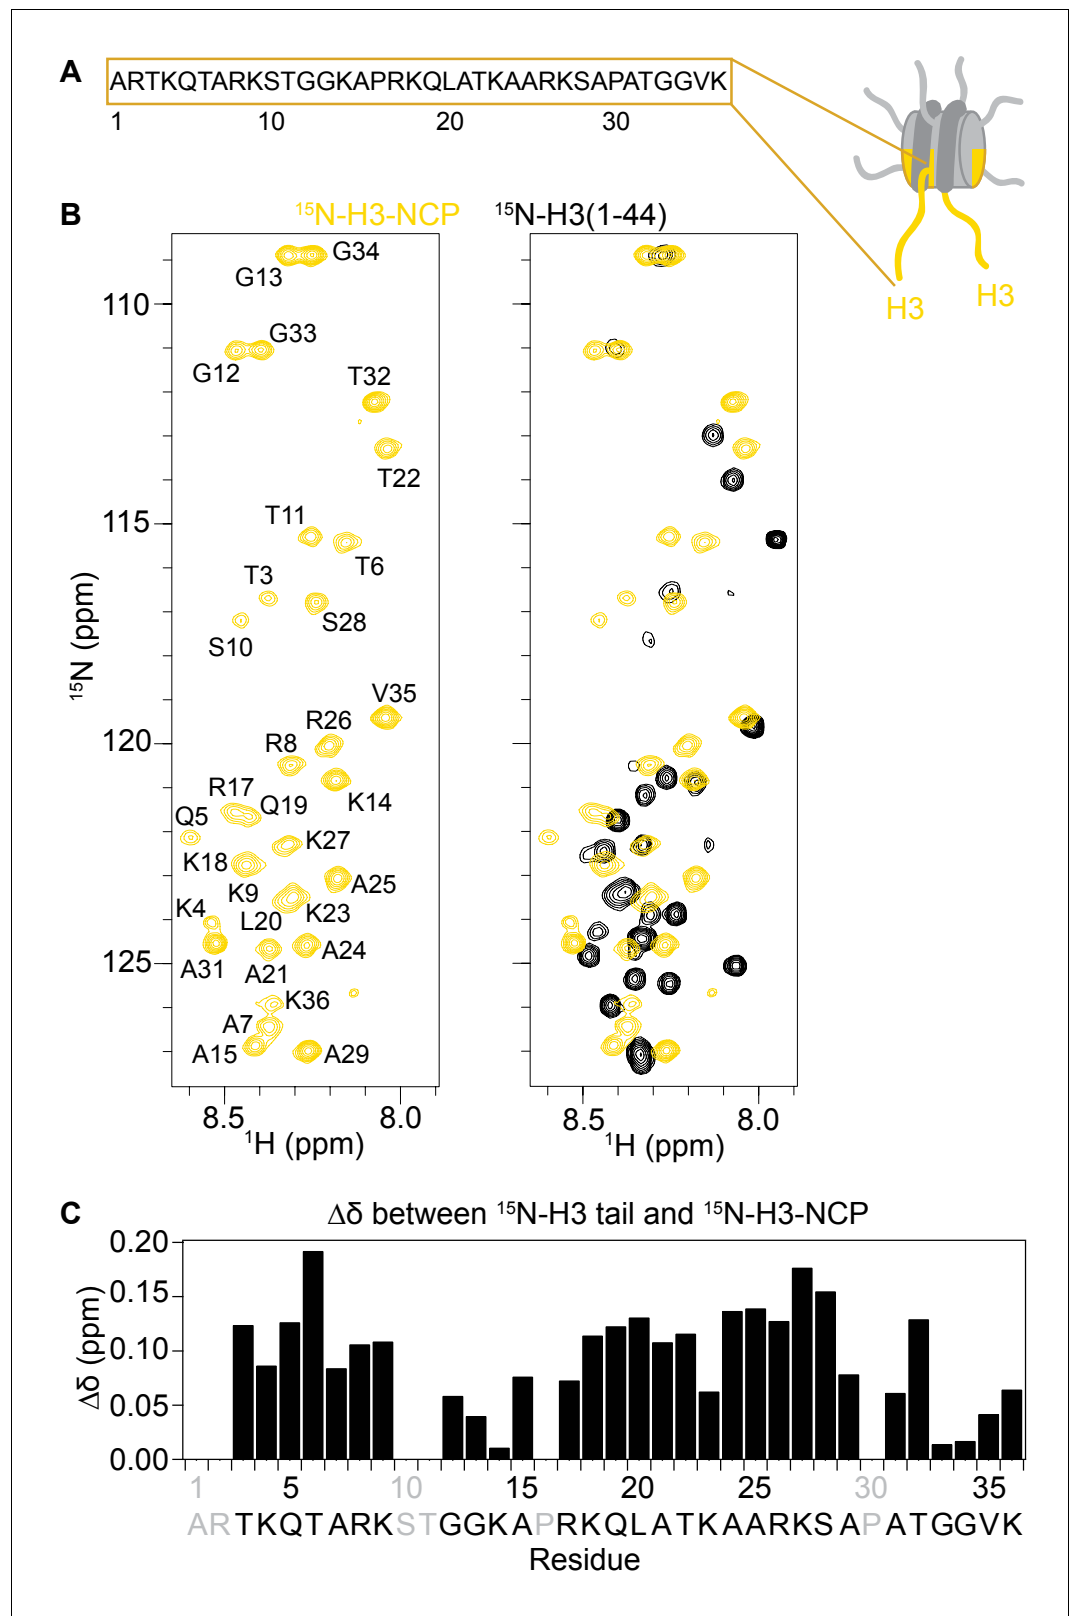 A
ARTKQTARKSTGGKAPRKQLATKAARKSAPATGGVK
1 10 20 30
H3 H3
B
¹⁵N-H3-NCP ¹⁵N-H3(1-44)
G34
G13
110
G33
G12
T32
T22
T11
115
T6
T3
S28
S10
¹⁵N (ppm)
V35
R26
120
R8
K14
R17
Q19
Q5
K27
K18
A25
K9
K23
K4
L20
A24
125
A31
A21
K36
A7
A15
A29
8.5 8.0 8.5 8.0
¹H (ppm) ¹H (ppm)
C
Δδ between ¹⁵N-H3 tail and ¹⁵N-H3-NCP
0.20
0.15
0.10
0.05
0.00
Δδ (ppm)
1 5 10 15 20 25 30 35
ARTKQTARKSTGGKAPRKQLATKAARKSAPATGGVK
Residue